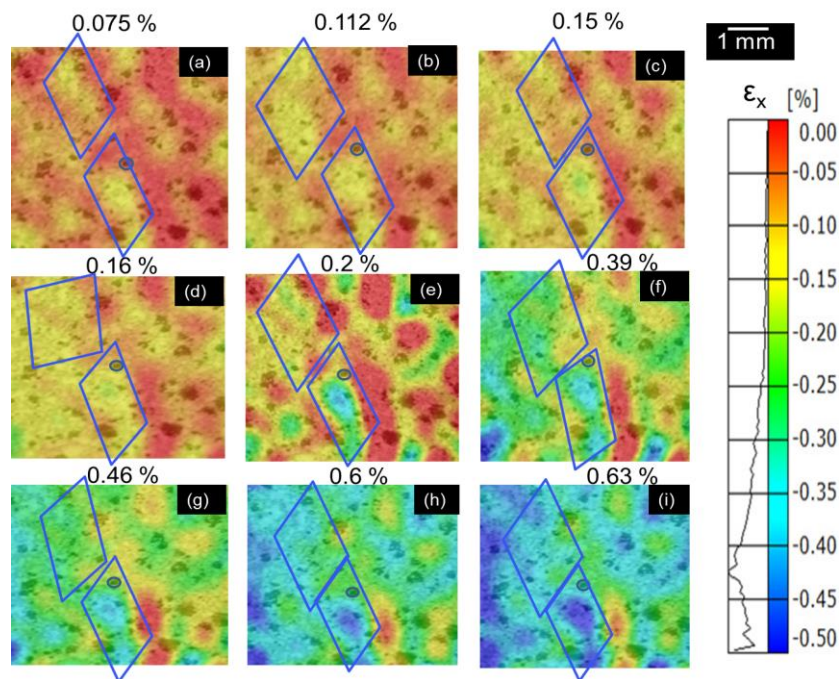 0.075 % 0.112 % 0.15 %
(a) (b) (c)
1 mm
εx [%]
0.00
-0.05
-0.10
-0.15
-0.20
-0.25
-0.30
-0.35
-0.40
-0.45
-0.50
0.16 % 0.2 % 0.39 %
(d) (e) (f)
0.46 % 0.6 % 0.63 %
(g) (h) (i)